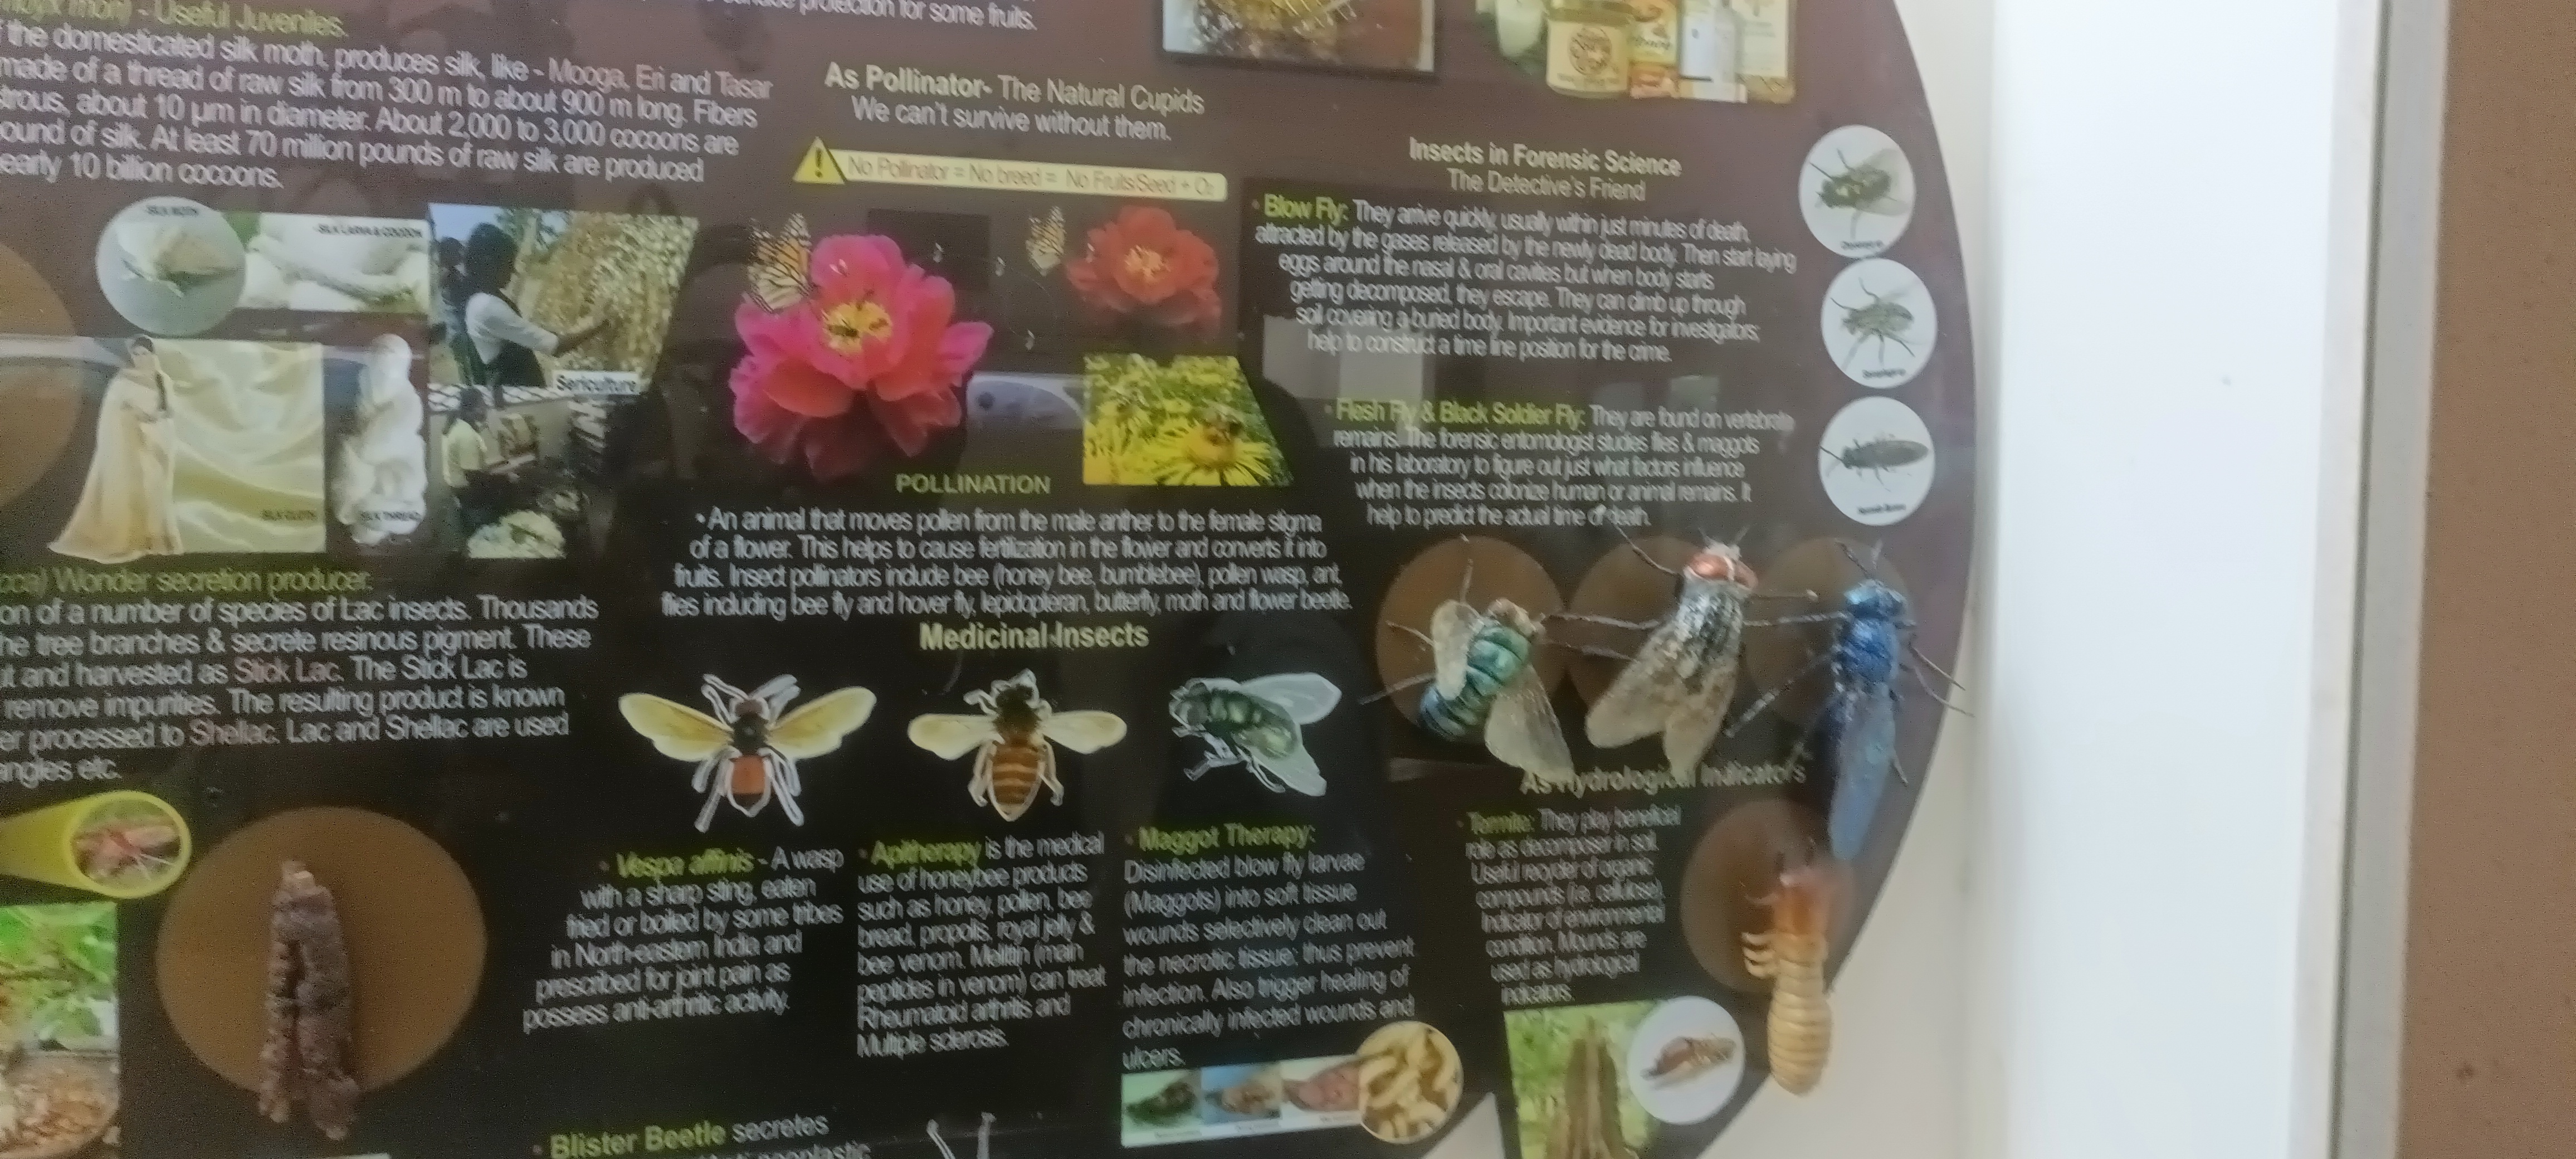 - Useful Juveniles.
the domesticated silk moth, produces silk, like - Mooga, Eri and Tasar
made of a thread of raw silk from 300 m to about 900 m long. Fibers
trous, about 10 µm in diameter. About 2,000 to 3,000 cocoons are
ound of silk. At least 70 million pounds of raw silk are produced
early 10 billion cocoons.
SILK MOTH
SILK LARVA & COCOON
Sericulture
SILK CLOTH
SILK THREAD
cca) Wonder secretion producer.
on of a number of species of Lac insects. Thousands
he tree branches & secrete resinous pigment. These
ut and harvested as Stick Lac. The Stick Lac is
remove impurities. The resulting product is known
er processed to Shellac. Lac and Shellac are used
angles etc.
protection for some fruits.
As Pollinator- The Natural Cupids
We can't survive without them.
No Pollinator = No breed = No Fruits/Seed + O₂
POLLINATION
• An animal that moves pollen from the male anther to the female stigma
of a flower. This helps to cause fertilization in the flower and converts it into
fruits. Insect pollinators include bee (honey bee, bumblebee), pollen wasp, ant,
flies including bee fly and hover fly, lepidopteran, butterfly, moth and flower beetle.
Medicinal Insects
• Vespa affinis - A wasp
with a sharp sting, eaten
fried or boiled by some tribes
in North-eastern India and
prescribed for joint pain as
possess anti-arthritic activity.
• Apitherapy is the medical
use of honeybee products
such as honey, pollen, bee
bread, propolis, royal jelly &
bee venom. Melittin (main
peptides in venom) can treat
Rheumatoid arthritis and
Multiple sclerosis.
• Maggot Therapy:
Disinfected blow fly larvae
(Maggots) into soft tissue
wounds selectively clean out
the necrotic tissue; thus prevent
infection. Also trigger healing of
chronically infected wounds and
ulcers.
• Blister Beetle secretes
Insects in Forensic Science
The Detective's Friend
• Blow Fly: They arrive quickly, usually within just minutes of death,
attracted by the gases released by the newly dead body. Then start laying
eggs around the nasal & oral cavities but when body starts
getting decomposed, they escape. They can climb up through
soil covering a buried body. Important evidence for investigators;
help to construct a time line position for the crime.
• Flesh Fly & Black Soldier Fly: They are found on vertebrate
remains. The forensic entomologist studies flies & maggots
in his laboratory to figure out just what factors influence
when the insects colonize human or animal remains. It
help to predict the actual time of death.
As Hydrological Indicators
• Termite: They play beneficial
role as decomposer in soil.
Useful recycler of organic
compounds (i.e. cellulose).
Indicator of environmental
condition. Mounds are
used as hydrological
indicators.